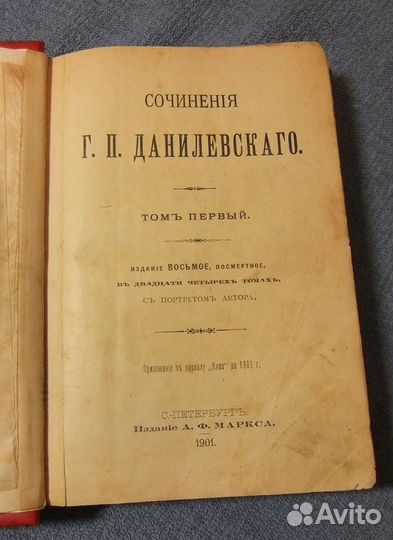 СОЧИНЕНІЯ
Г. П. ДАНИЛЕВСКАГО.
ТОМЪ ПЕРВЫЙ.
ИЗДАНІЕ ВОСЬМОЕ, ПОСМЕРТНОЕ,
ВЪ ДВАДЦАТИ ЧЕТЫРЕХЪ ТОМАХЪ,
СЪ ПОРТРЕТОМЪ АВТОРА.
Приложеніе къ журналу „Нива" на 1901 г.
С.-ПЕТЕРБУРГЪ.
Изданіе А. Ф. МАРКСА.
1901.
Avito